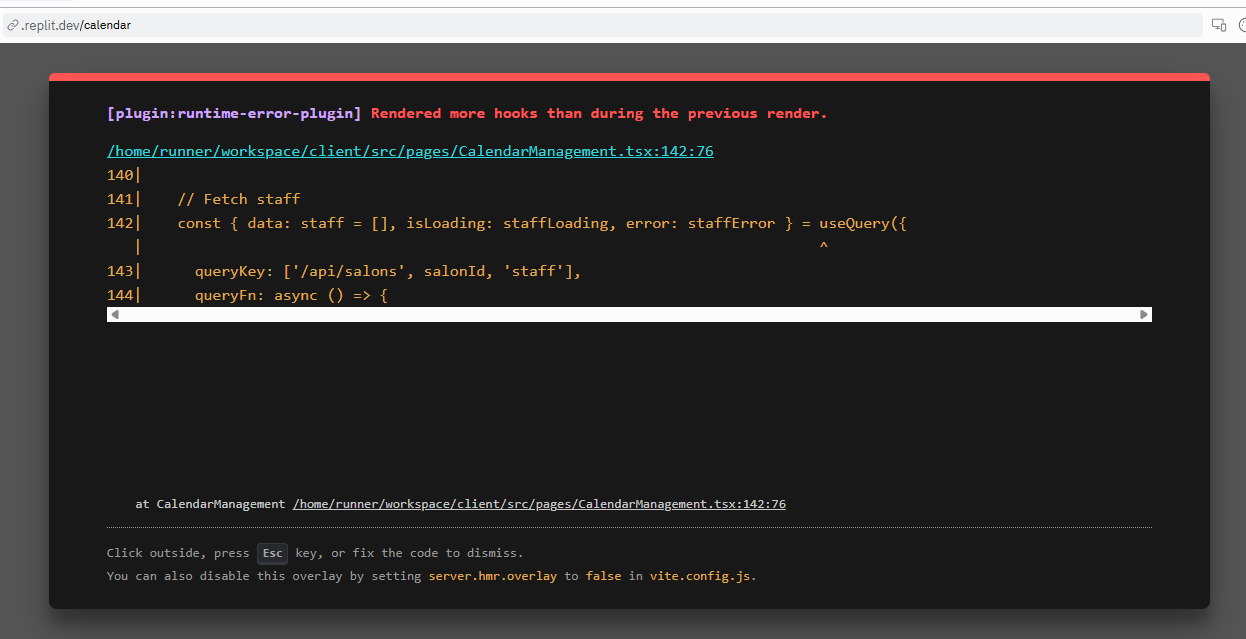 .replit.dev/calendar
[plugin:runtime-error-plugin] Rendered more hooks than during the previous render.
/home/runner/workspace/client/src/pages/CalendarManagement.tsx:142:76
140|
141|    // Fetch staff
142|    const { data: staff = [], isLoading: staffLoading, error: staffError } = useQuery({
   |                                                                             ^
143|      queryKey: ['/api/salons', salonId, 'staff'],
144|      queryFn: async () => {
at CalendarManagement /home/runner/workspace/client/src/pages/CalendarManagement.tsx:142:76
Click outside, press Esc key, or fix the code to dismiss.
You can also disable this overlay by setting server.hmr.overlay to false in vite.config.js.